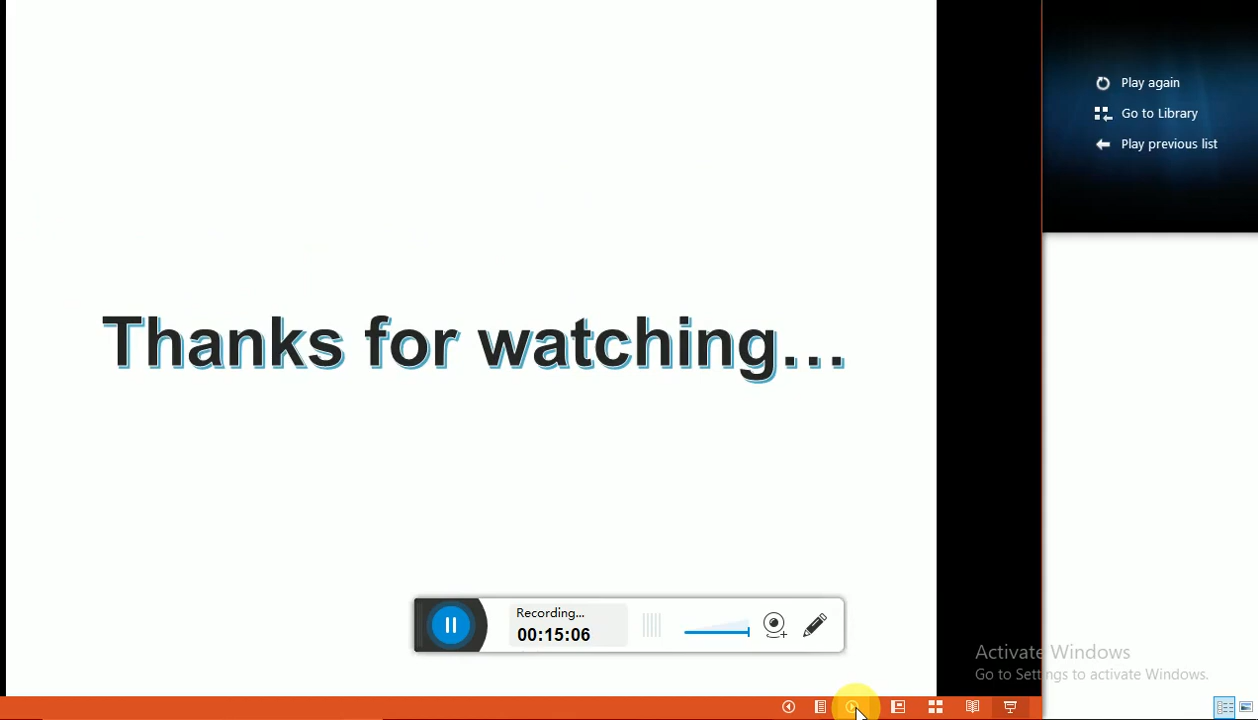 Play again
Go to Library
Play previous list
Thanks for watching...
Recording...
00:15:06
Activate Windows
Go to Settings to activate Windows.